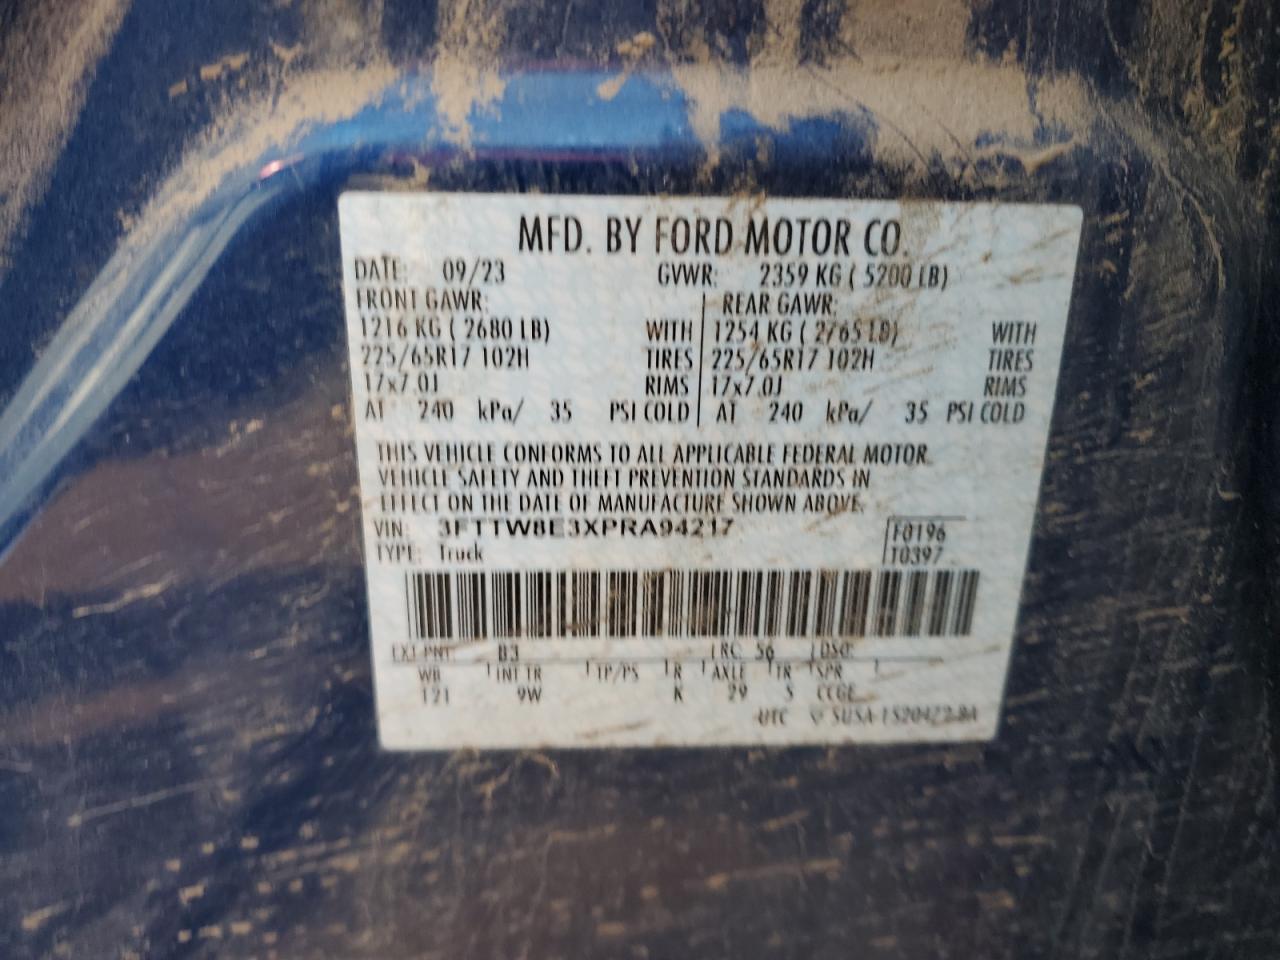 MFD. BY FORD MOTOR CO.
DATE: 09/23 GVWR: 2359 KG ( 5200 LB)
FRONT GAWR: REAR GAWR:
1216 KG ( 2680 LB) WITH 1254 KG ( 2765 LB) WITH
225/65R17 102H TIRES 225/65R17 102H TIRES
17x7.0J RIMS 17x7.0J RIMS
AT 240 kPa/ 35 PSI COLD AT 240 kPa/ 35 PSI COLD
THIS VEHICLE CONFORMS TO ALL APPLICABLE FEDERAL MOTOR
VEHICLE SAFETY AND THEFT PREVENTION STANDARDS IN
EFFECT ON THE DATE OF MANUFACTURE SHOWN ABOVE.
VIN: 3FTTW8E3XPRA94217 F0196
TYPE: Truck T0397
EXT PNT: B3 RC: 56 DSO:
WB INT TR TP/PS R AXLE TR SPR
121 9W K 29 5 CCGE
UTC